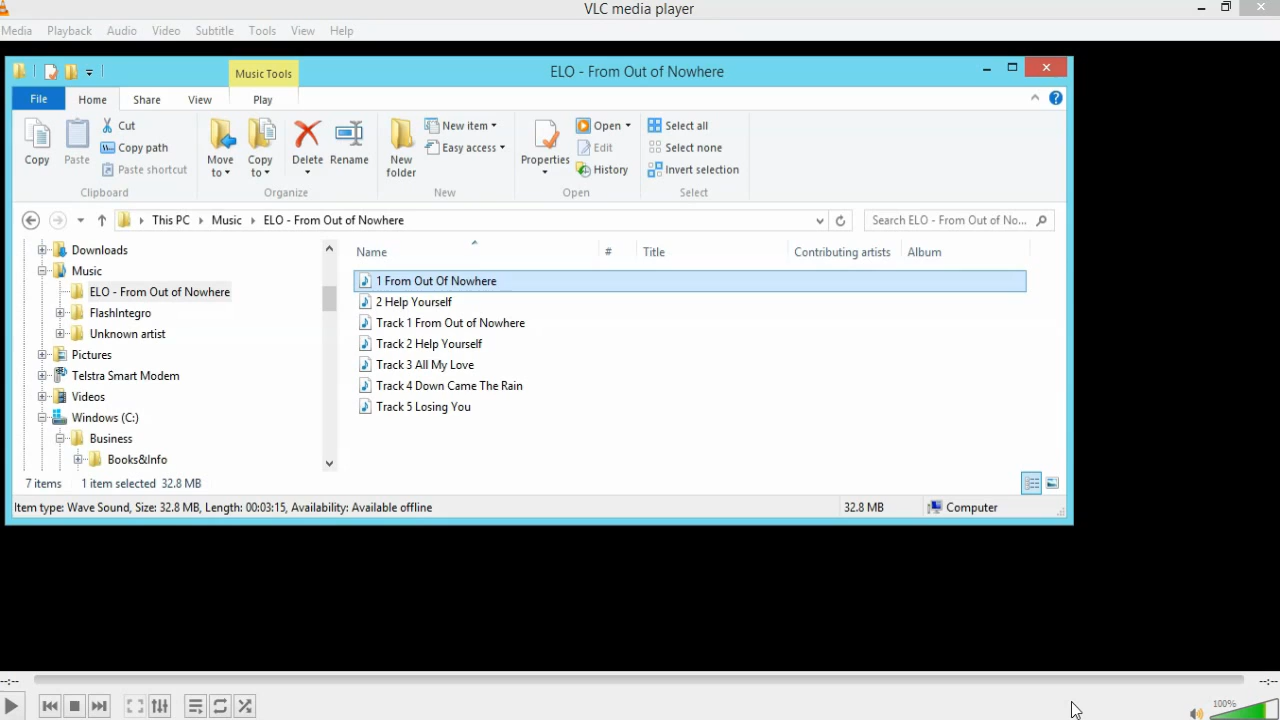 VLC media player
Media Playback Audio Video Subtitle Tools View Help
Music Tools
ELO - From Out of Nowhere
File Home Share View Play
Copy
Paste
Cut
Copy path
Paste shortcut
Clipboard
Move to
Copy to
Delete
Rename
Organize
New folder
New item
Easy access
New
Properties
Open
Edit
History
Open
Select all
Select none
Invert selection
Select
This PC Music ELO - From Out of Nowhere
Search ELO - From Out of No...
Downloads
Music
ELO - From Out of Nowhere
FlashIntegro
Unknown artist
Pictures
Telstra Smart Modem
Videos
Windows (C:)
Business
Books&Info
Name # Title Contributing artists Album
1 From Out Of Nowhere
2 Help Yourself
Track 1 From Out of Nowhere
Track 2 Help Yourself
Track 3 All My Love
Track 4 Down Came The Rain
Track 5 Losing You
7 items 1 item selected 32.8 MB
Item type: Wave Sound, Size: 32.8 MB, Length: 00:03:15, Availability: Available offline
32.8 MB
Computer
--:-- --:--
100%